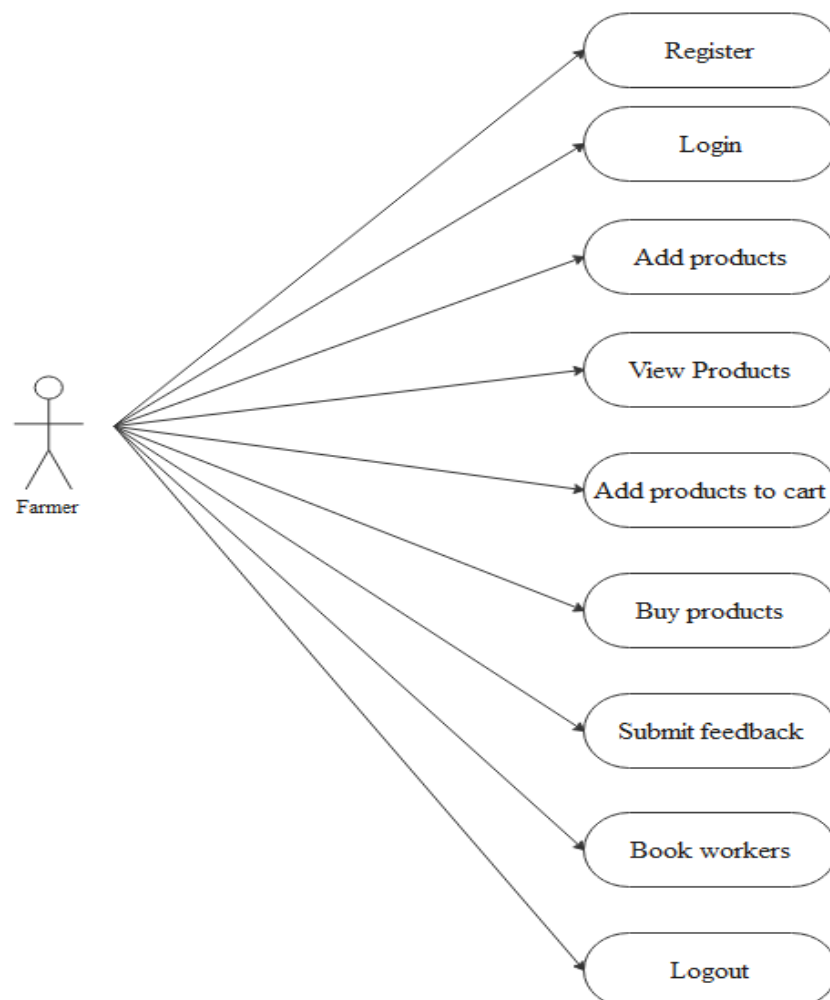 Register
Login
Add products
View Products
Add products to cart
Buy products
Submit feedback
Book workers
Logout
Farmer